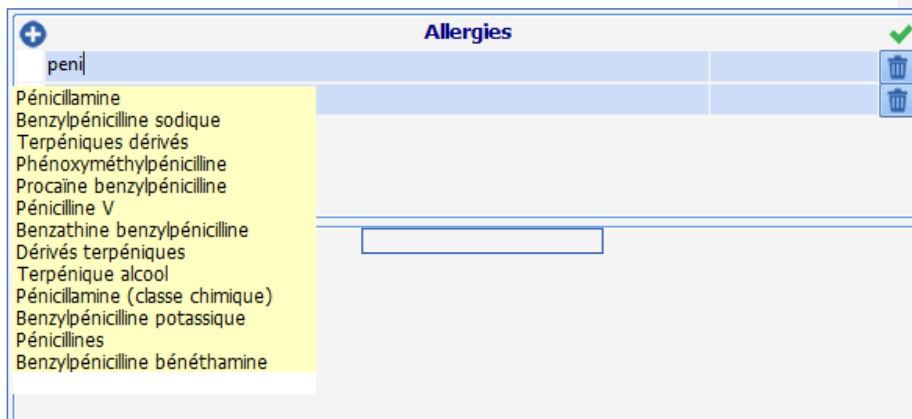 Allergies
peni
Pénicillamine
Benzylpénicilline sodique
Terpéniques dérivés
Phénoxyméthylpénicilline
Procaïne benzylpénicilline
Pénicilline V
Benzathine benzylpénicilline
Dérivés terpéniques
Terpénique alcool
Pénicillamine (classe chimique)
Benzylpénicilline potassique
Pénicillines
Benzylpénicilline bénéthamine